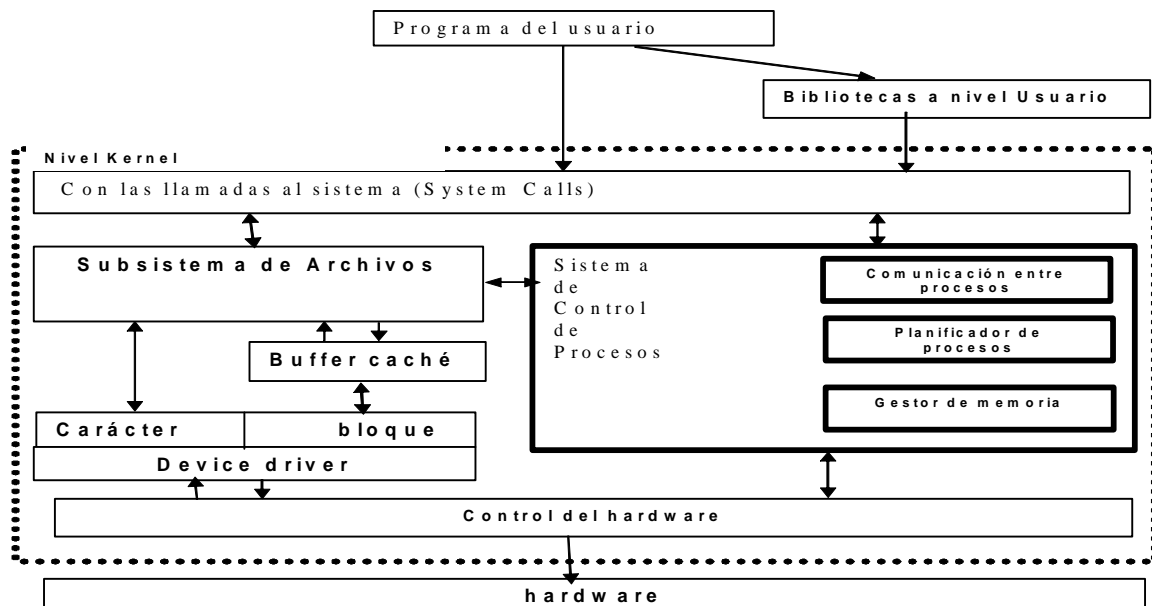 Programa del usuario
Bibliotecas a nivel Usuario
Nivel Kernel
Con las llamadas al sistema (System Calls)
Subsistema de Archivos
Sistema
de
Control
de
Procesos
Comunicación entre
procesos
Planificador de
procesos
Gestor de memoria
Buffer caché
Carácter bloque
Device driver
Control del hardware
hardware